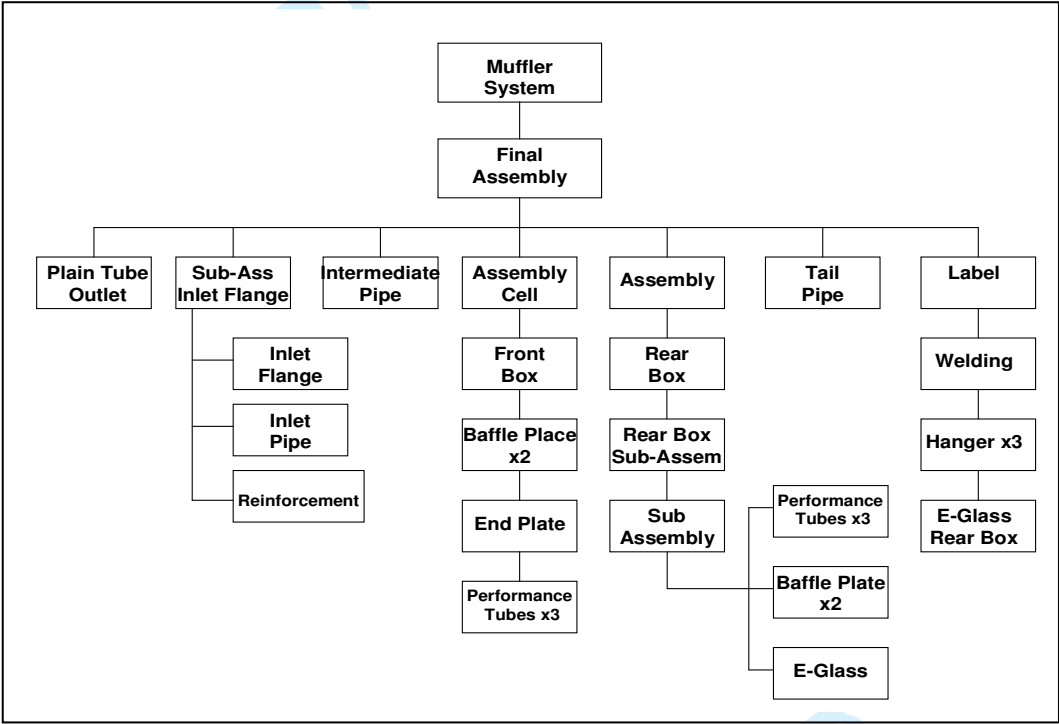 Muffler
System
Final
Assembly
Plain Tube
Outlet
Sub-Ass
Inlet Flange
Intermediate
Pipe
Assembly
Cell
Assembly
Tail
Pipe
Label
Inlet
Flange
Front
Box
Rear
Box
Welding
Inlet
Pipe
Baffle Place
x2
Rear Box
Sub-Assem
Hanger x3
Reinforcement
End Plate
Sub
Assembly
Performance
Tubes x3
E-Glass
Rear Box
Performance
Tubes x3
Baffle Plate
x2
E-Glass